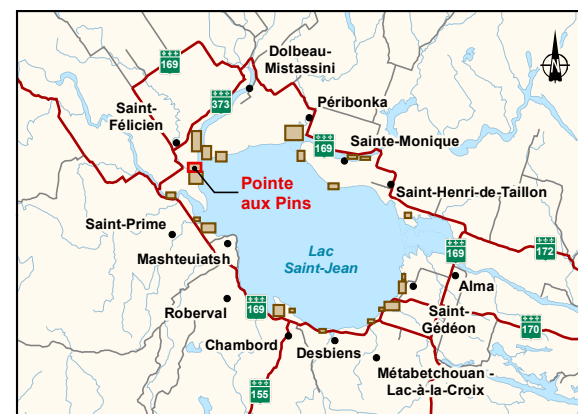 169
Dolbeau-
Mistassini
373
Péribonka
Saint-
Félicien
169
Sainte-Monique
Pointe
aux Pins
Saint-Henri-de-Taillon
Saint-Prime
Mashteuiatsh
Lac
Saint-Jean
169
172
Alma
Roberval
169
Saint-
Gédéon
170
Chambord
Desbiens
Métabetchouan -
Lac-à-la-Croix
155
N